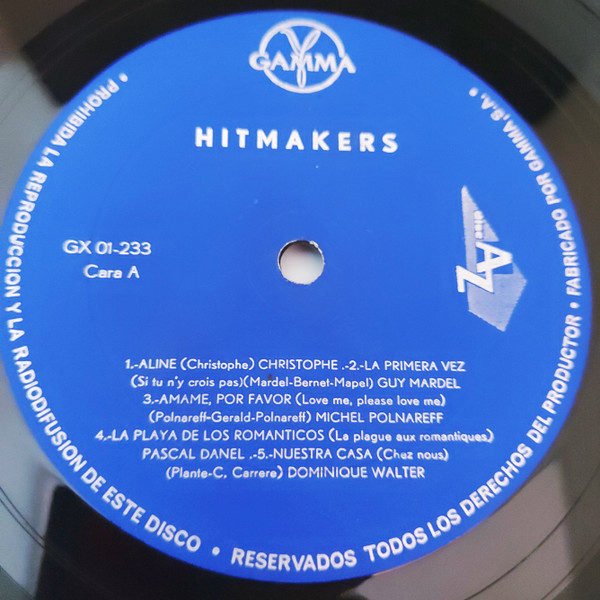 GAMMA
HITMAKERS
GX 01-233
Cara A
Disc AZ
1.-ALINE (Christophe) CHRISTOPHE .-2.-LA PRIMERA VEZ
(Si tu n'y crois pas)(Mardel-Bernet-Mapel) GUY MARDEL
3.-AMAME, POR FAVOR (Love me, please love me)
(Polnareff-Gerald-Polnareff) MICHEL POLNAREFF
4.-LA PLAYA DE LOS ROMANTICOS (La plague aux romantiques)
PASCAL DANEL .-5.-NUESTRA CASA (Chez nous)
(Plante-C, Carrere) DOMINIQUE WALTER
• PROHIBIDA LA REPRODUCCION Y LA RADIODIFUSION DE ESTE DISCO • RESERVADOS TODOS LOS DERECHOS DEL PRODUCTOR • FABRICADO POR GAMMA, S.A. •